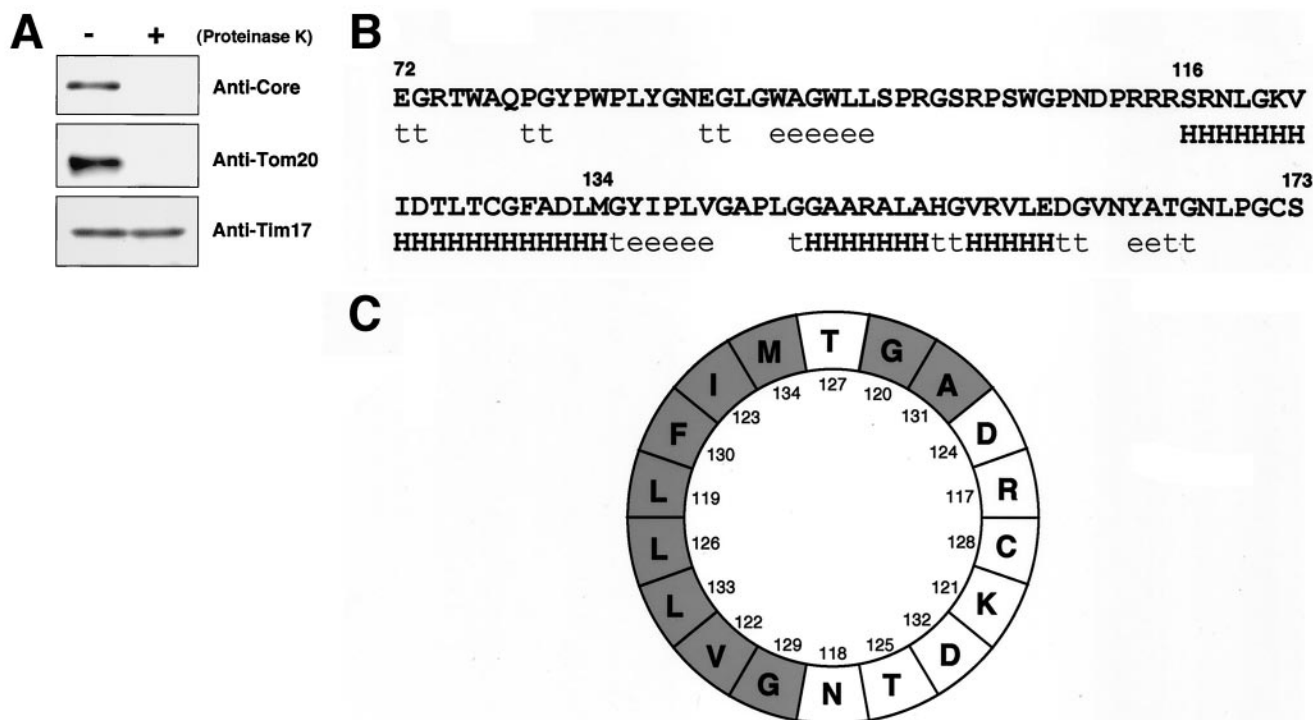 A
- + (Proteinase K)
Anti-Core
Anti-Tom20
Anti-Tim17
B
72 116
EGRTWAQPGYPWPLYGNEGLGWAGWLLSPRGSRPSWGPNDPRRRSRNLGKV
tt tt tt eeeeee HHHHHHH
134 173
IDTLTCGFADLMGYIPLVGAPLGGAARALAHGVRVLEDGVNYATGNLPGCS
HHHHHHHHHHHHteeeee tHHHHHHHttHHHHHtt eett
C
T G A D R C K D T N G V L L L F I M
127 120 131 124 117 128 121 132 125 118 129 122 133 126 119 130 123 134